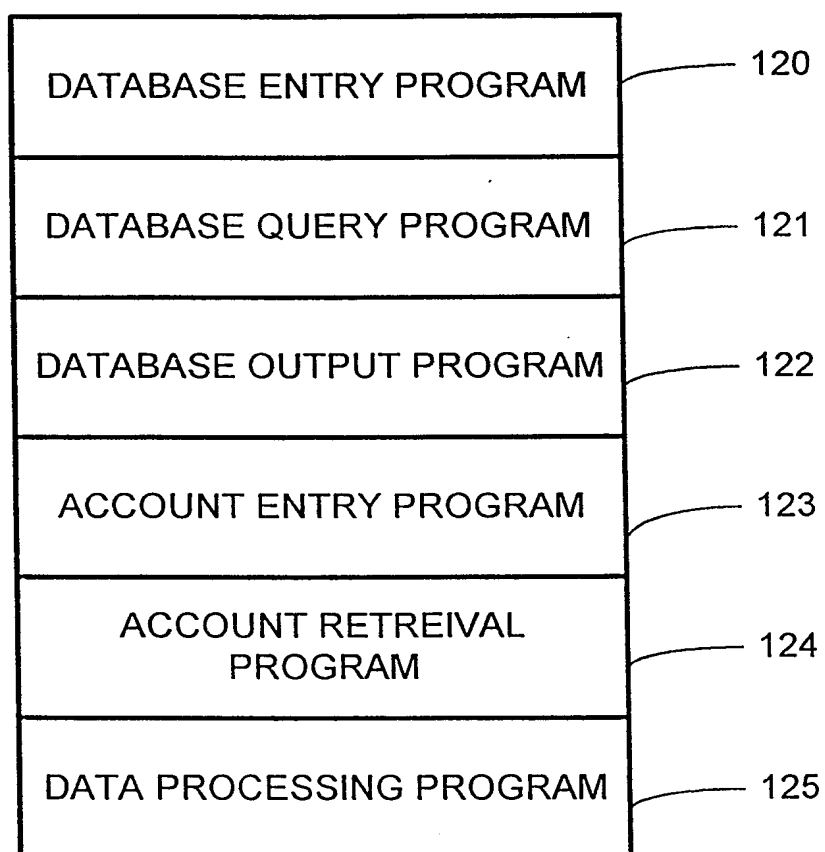 DATABASE ENTRY PROGRAM 120
DATABASE QUERY PROGRAM 121
DATABASE OUTPUT PROGRAM 122
ACCOUNT ENTRY PROGRAM 123
ACCOUNT RETREIVAL
PROGRAM 124
DATA PROCESSING PROGRAM 125